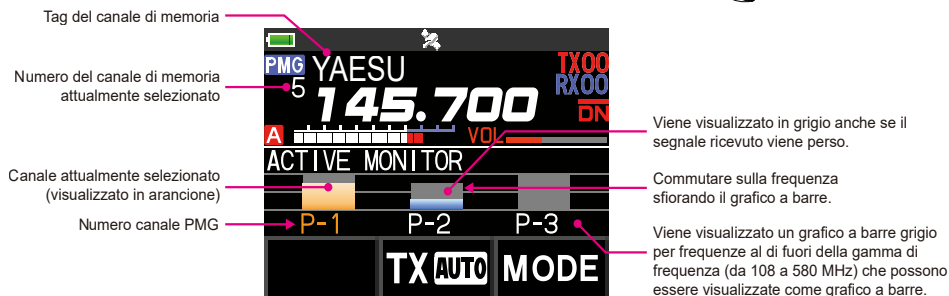 Tag del canale di memoria
Numero del canale di memoria
attualmente selezionato
Canale attualmente selezionato
(visualizzato in arancione)
Numero canale PMG
PMG YAESU
TX00
RX00
5
145.700
DN
A
VOL
ACTIVE MONITOR
P-1 P-2 P-3
TX AUTO MODE
Viene visualizzato in grigio anche se il
segnale ricevuto viene perso.
Commutare sulla frequenza
sfiorando il grafico a barre.
Viene visualizzato un grafico a barre grigio
per frequenze al di fuori della gamma di
frequenza (da 108 a 580 MHz) che possono
essere visualizzate come grafico a barre.